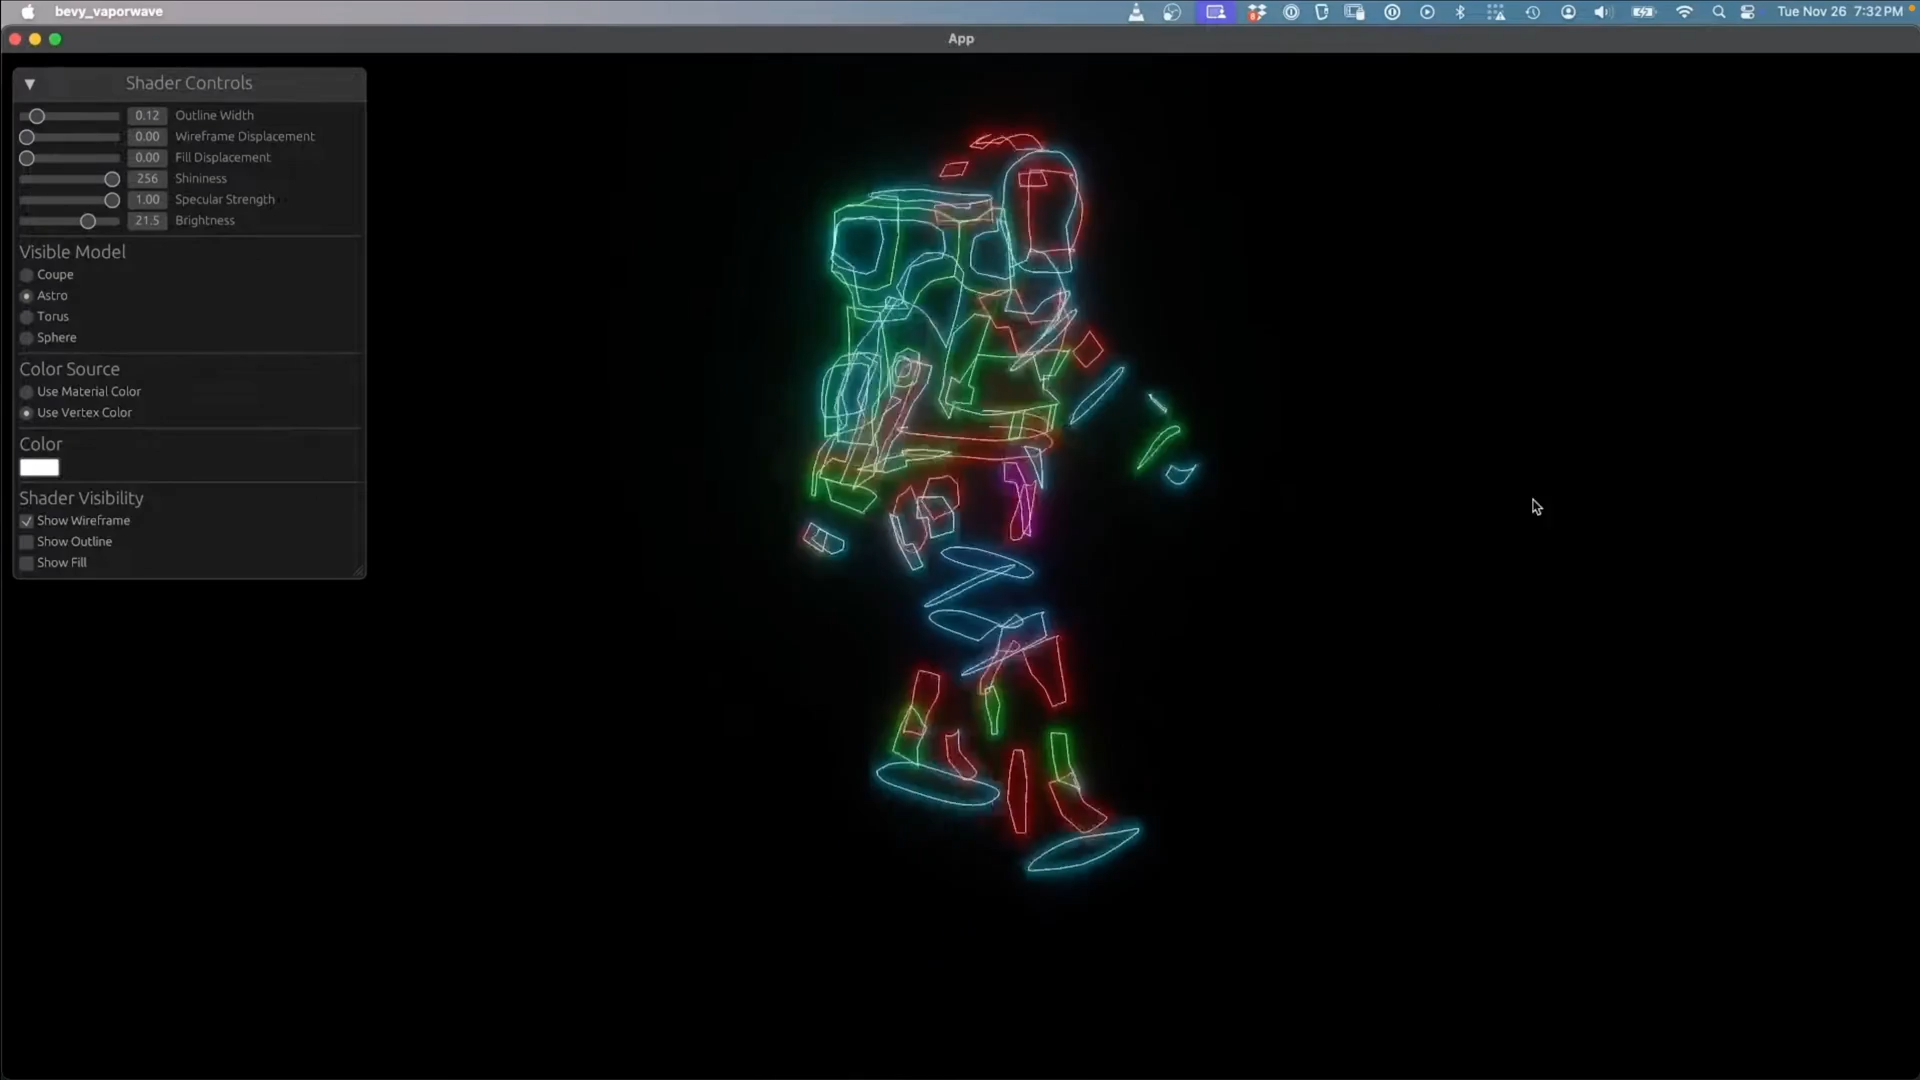 bevy_vaporwave
Tue Nov 26 7:32 PM
App
Shader Controls
0.12 Outline Width
0.00 Wireframe Displacement
0.00 Fill Displacement
256 Shininess
1.00 Specular Strength
21.5 Brightness
Visible Model
Coupe
Astro
Torus
Sphere
Color Source
Use Material Color
Use Vertex Color
Color
Shader Visibility
Show Wireframe
Show Outline
Show Fill